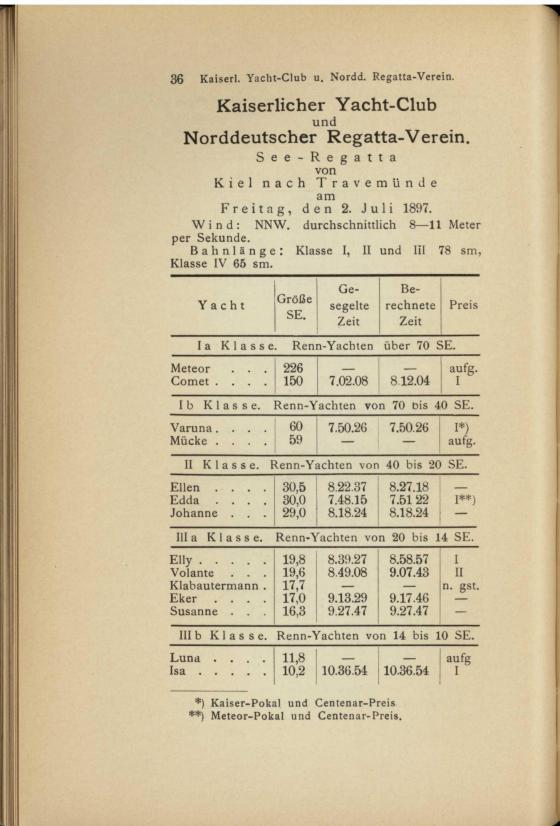 36 Kaiserl. Yacht-Club u. Nordd. Regatta-Verein.
Kaiserlicher Yacht-Club
und
Norddeutscher Regatta-Verein.
See-Regatta
von
Kiel nach Travemünde
am
Freitag, den 2. Juli 1897.
Wind: NNW. durchschnittlich 8—11 Meter
per Sekunde.
Bahnlänge: Klasse I, II und III 78 sm,
Klasse IV 65 sm.
Yacht Größe SE. Ge-segelte Zeit Be-rechnete Zeit Preis
Ia Klasse. Renn-Yachten über 70 SE.
Meteor . . . 226 — — aufg.
Comet . . . . 150 7.02.08 8.12.04 I
Ib Klasse. Renn-Yachten von 70 bis 40 SE.
Varuna . . . . 60 7.50.26 7.50.26 I*)
Mücke . . . . 59 — — aufg.
II Klasse. Renn-Yachten von 40 bis 20 SE.
Ellen . . . . 30,5 8.22.37 8.27.18 —
Edda . . . . 30,0 7.48.15 7.51 22 I**)
Johanne . . . 29,0 8.18.24 8.18.24 —
IIIa Klasse. Renn-Yachten von 20 bis 14 SE.
Elly . . . . . 19,8 8.39.27 8.58.57 I
Volante . . . 19,6 8.49.08 9.07.43 II
Klabautermann . 17,7 — — n. gst.
Eker . . . . 17,0 9.13.29 9.17.46 —
Susanne . . . 16,3 9.27.47 9.27.47 —
IIIb Klasse. Renn-Yachten von 14 bis 10 SE.
Luna . . . . 11,8 — — aufg
Isa . . . . . 10,2 10.36.54 10.36.54 I
*) Kaiser-Pokal und Centenar-Preis
**) Meteor-Pokal und Centenar-Preis.